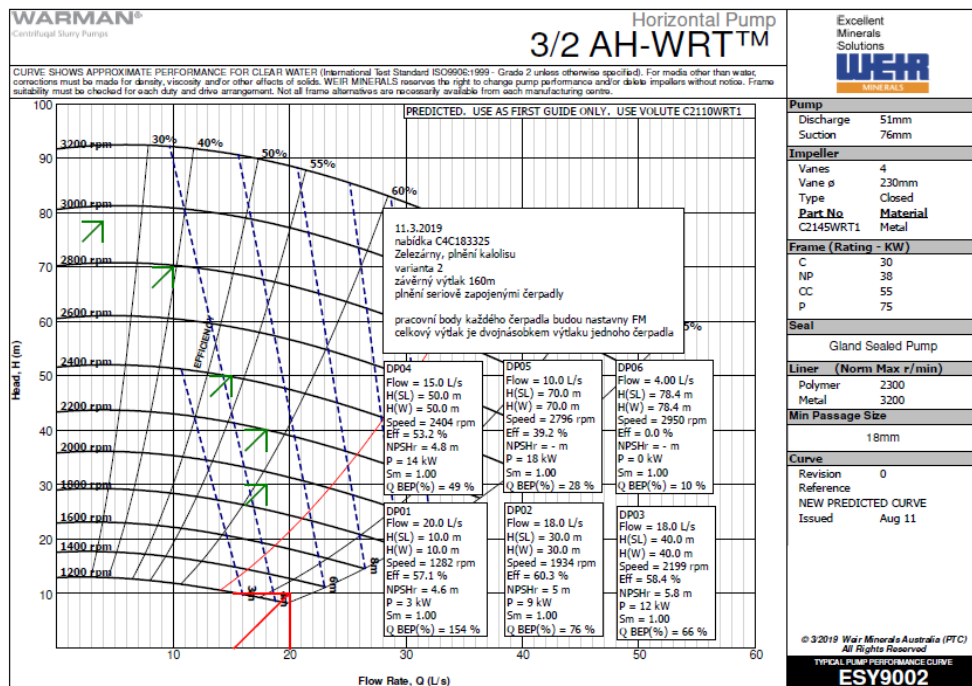 WARMAN®
Centrifugal Slurry Pumps
Horizontal Pump
3/2 AH-WRT™
CURVE SHOWS APPROXIMATE PERFORMANCE FOR CLEAR WATER (International Test Standard ISO9906:1999 - Grade 2 unless otherwise specified). For media other than water,
corrections must be made for density, viscosity and/or other effects of solids. WEIR MINERALS reserves the right to change pump performance and/or delete impellers without notice. Frame
suitability must be checked for each duty and drive arrangement. Not all frame alternatives are necessarily available from each manufacturing centre.
PREDICTED. USE AS FIRST GUIDE ONLY. USE VOLUTE C2110WRT1
100
90
80
70
60
50
40
30
20
10
Head, H (m)
3200 rpm
3000 rpm
2800 rpm
2600 rpm
2400 rpm
2200 rpm
2000 rpm
1800 rpm
1600 rpm
1400 rpm
1200 rpm
30%
40%
50%
55%
60%
5%
EFFICIENCY
6m
8m
11.3.2019
nabídka C4C183325
Zelezárny, plnění kalolisu
varianta 2
závěrný výtlak 160m
plnění seriově zapojenými čerpadly
pracovní body každého čerpadla budou nastavny FM
celkový výtlak je dvojnásobkem výtlaku jednoho čerpadla
DP04
Flow = 15.0 L/s
H(SL) = 50.0 m
H(W) = 50.0 m
Speed = 2404 rpm
Eff = 53.2 %
NPSHr = 4.8 m
P = 14 kW
Sm = 1.00
Q BEP(%) = 49 %
DP05
Flow = 10.0 L/s
H(SL) = 70.0 m
H(W) = 70.0 m
Speed = 2796 rpm
Eff = 39.2 %
NPSHr = - m
P = 18 kW
Sm = 1.00
Q BEP(%) = 28 %
DP06
Flow = 4.00 L/s
H(SL) = 78.4 m
H(W) = 78.4 m
Speed = 2950 rpm
Eff = 0.0 %
NPSHr = - m
P = 0 kW
Sm = 1.00
Q BEP(%) = 10 %
DP01
Flow = 20.0 L/s
H(SL) = 10.0 m
H(W) = 10.0 m
Speed = 1282 rpm
Eff = 57.1 %
NPSHr = 4.6 m
P = 3 kW
Sm = 1.00
Q BEP(%) = 154 %
DP02
Flow = 18.0 L/s
H(SL) = 30.0 m
H(W) = 30.0 m
Speed = 1934 rpm
Eff = 60.3 %
NPSHr = 5 m
P = 9 kW
Sm = 1.00
Q BEP(%) = 76 %
DP03
Flow = 18.0 L/s
H(SL) = 40.0 m
H(W) = 40.0 m
Speed = 2199 rpm
Eff = 58.4 %
NPSHr = 5.8 m
P = 12 kW
Sm = 1.00
Q BEP(%) = 66 %
10 20 30 40 50 60
Flow Rate, Q (L/s)
Excellent
Minerals
Solutions
WEIR
MINERALS
Pump
Discharge 51mm
Suction 76mm
Impeller
Vanes 4
Vane ø 230mm
Type Closed
Part No Material
C2145WRT1 Metal
Frame (Rating - KW)
C 30
NP 38
CC 55
P 75
Seal
Gland Sealed Pump
Liner (Norm Max r/min)
Polymer 2300
Metal 3200
Min Passage Size
18mm
Curve
Revision 0
Reference
NEW PREDICTED CURVE
Issued Aug 11
© 3/2019 Weir Minerals Australia (PTC)
All Rights Reserved
TYPICAL PUMP PERFORMANCE CURVE
ESY9002